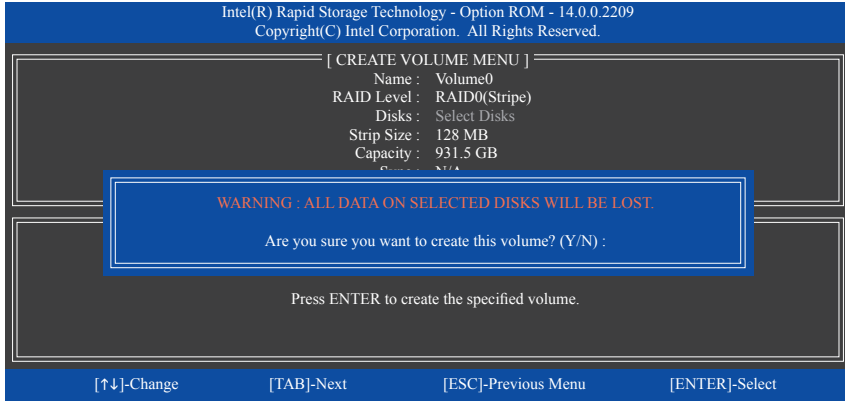 Intel(R) Rapid Storage Technology - Option ROM - 14.0.0.2209
Copyright(C) Intel Corporation. All Rights Reserved.
[ CREATE VOLUME MENU ]
Name : Volume0
RAID Level : RAID0(Stripe)
Disks : Select Disks
Strip Size : 128 MB
Capacity : 931.5 GB
N/A
WARNING : ALL DATA ON SELECTED DISKS WILL BE LOST.
Are you sure you want to create this volume? (Y/N) :
Press ENTER to create the specified volume.
[↑↓]-Change [TAB]-Next [ESC]-Previous Menu [ENTER]-Select